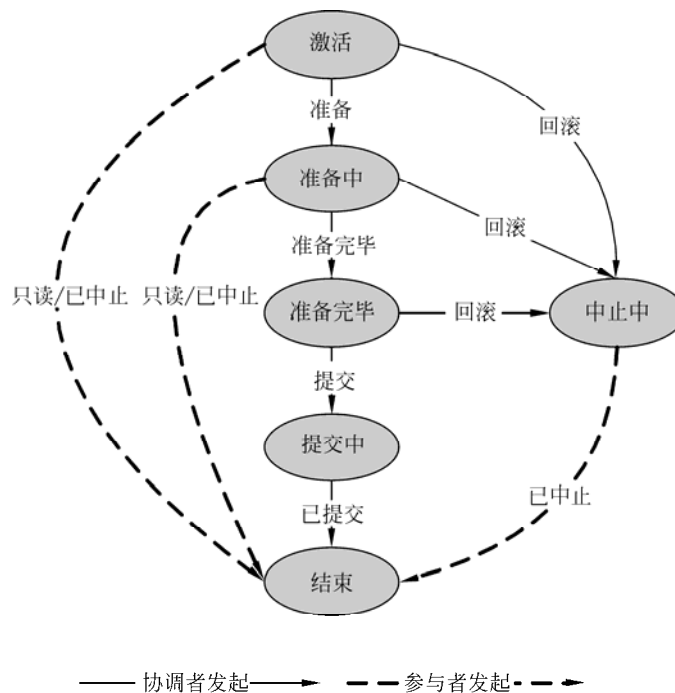 激活
准备
回滚
准备中
回滚
准备完毕
只读/已中止
只读/已中止
准备完毕
回滚
中止中
提交
提交中
已中止
已提交
结束
协调者发起
参与者发起